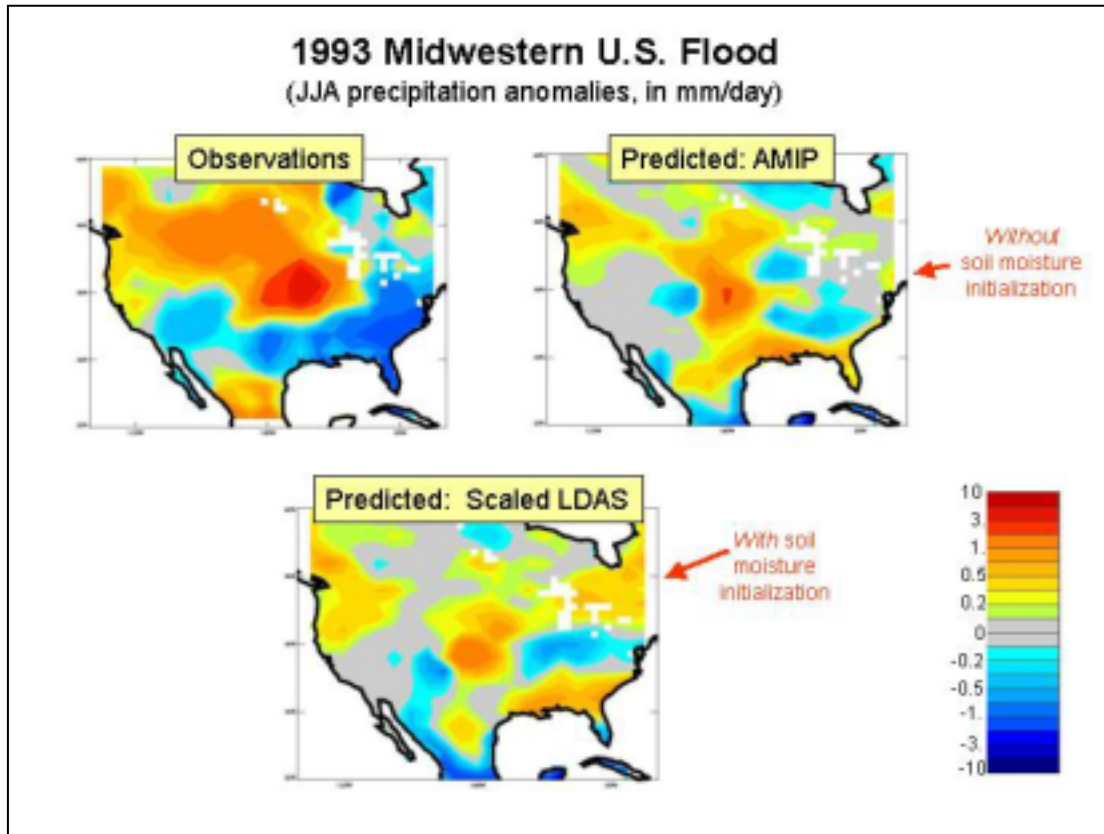 1993 Midwestern U.S. Flood
(JJA precipitation anomalies, in mm/day)
Observations
Predicted: AMIP
Without
soil moisture
initialization
Predicted: Scaled LDAS
With soil
moisture
initialization
10
3.
1.
0.5
0.2
0
-0.2
-0.5
-1.
-3.
-10